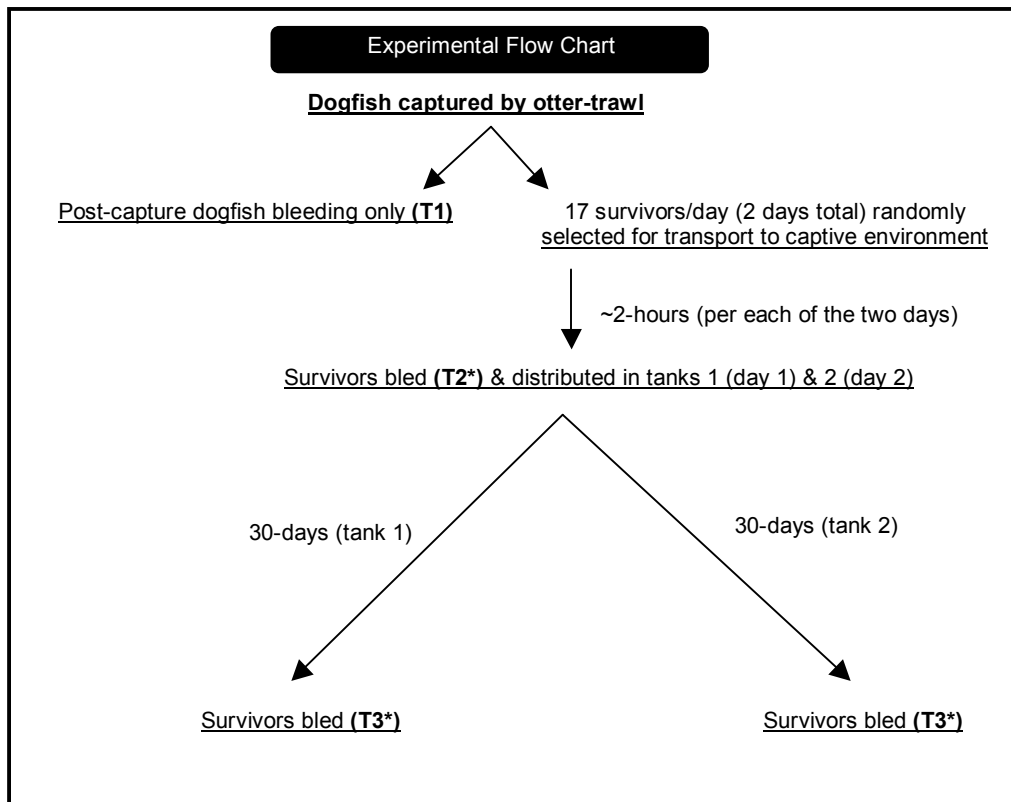 Experimental Flow Chart
Dogfish captured by otter-trawl
Post-capture dogfish bleeding only (T1)
17 survivors/day (2 days total) randomly
selected for transport to captive environment
~2-hours (per each of the two days)
Survivors bled (T2*) & distributed in tanks 1 (day 1) & 2 (day 2)
30-days (tank 1)
30-days (tank 2)
Survivors bled (T3*)
Survivors bled (T3*)